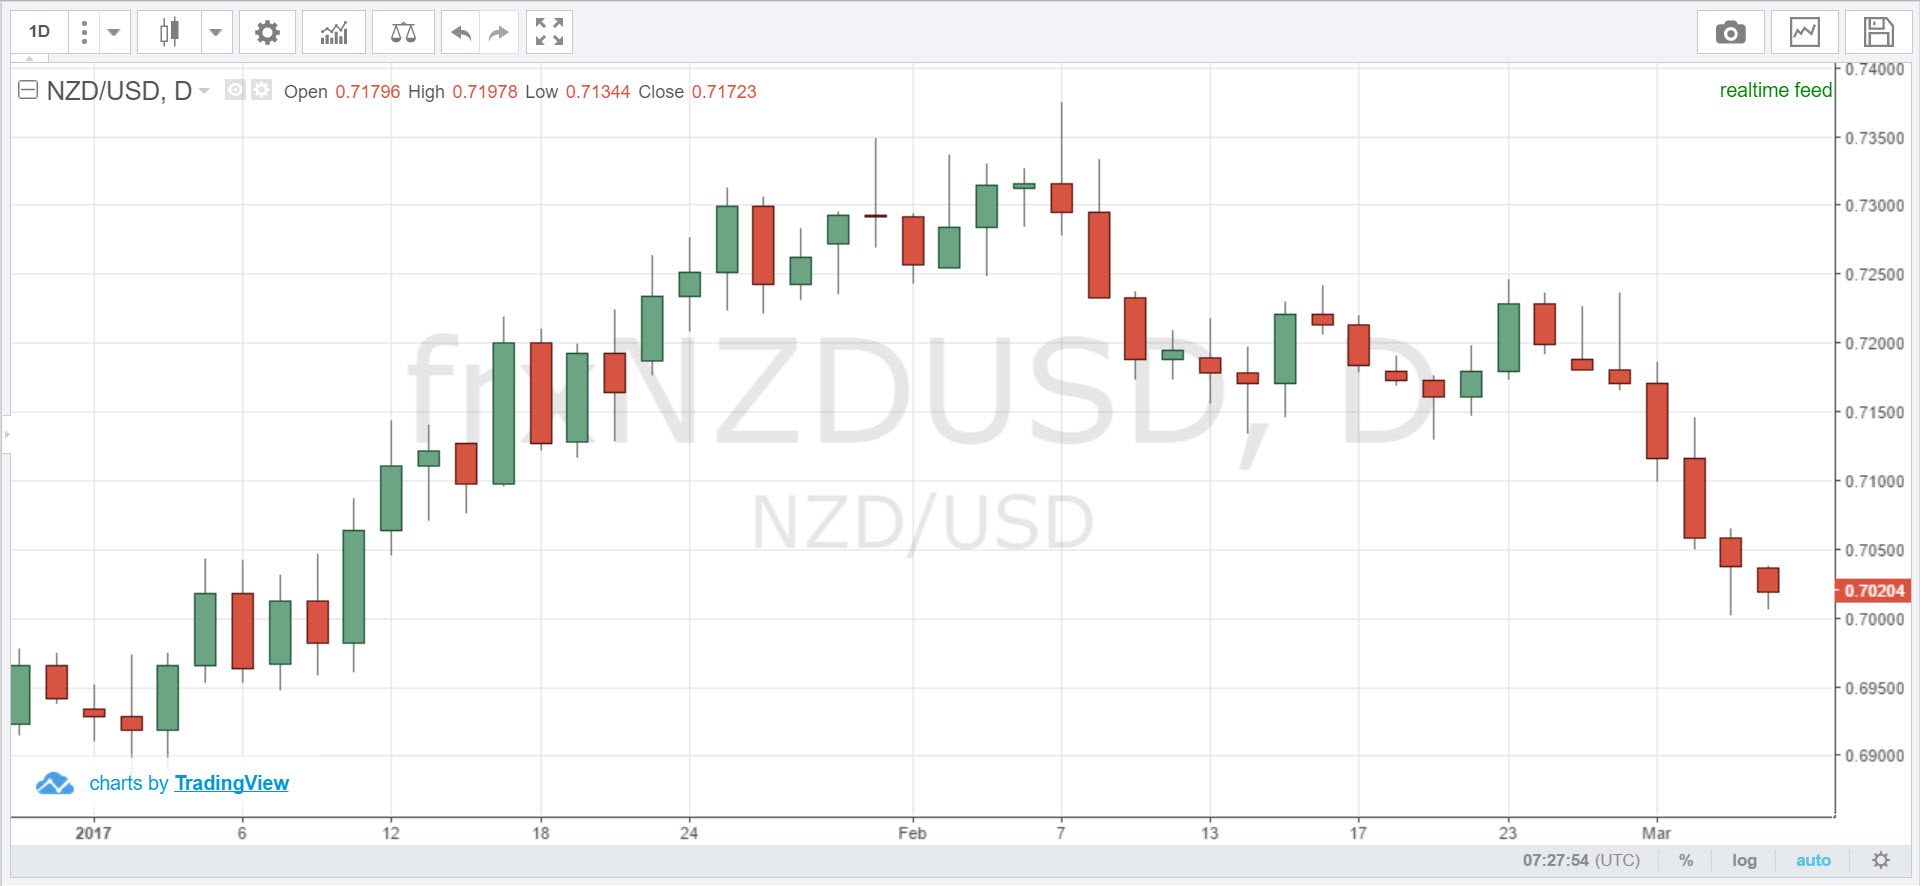 1D
NZD/USD, D Open 0.71796 High 0.71978 Low 0.71344 Close 0.71723
realtime feed
0.74000
0.73500
0.73000
0.72500
0.72000
0.71500
0.71000
0.70500
0.70204
0.70000
0.69500
0.69000
frxNZDUSD, D
NZD/USD
charts by TradingView
2017 6 12 18 24 Feb 7 13 17 23 Mar
07:27:54 (UTC) % log auto